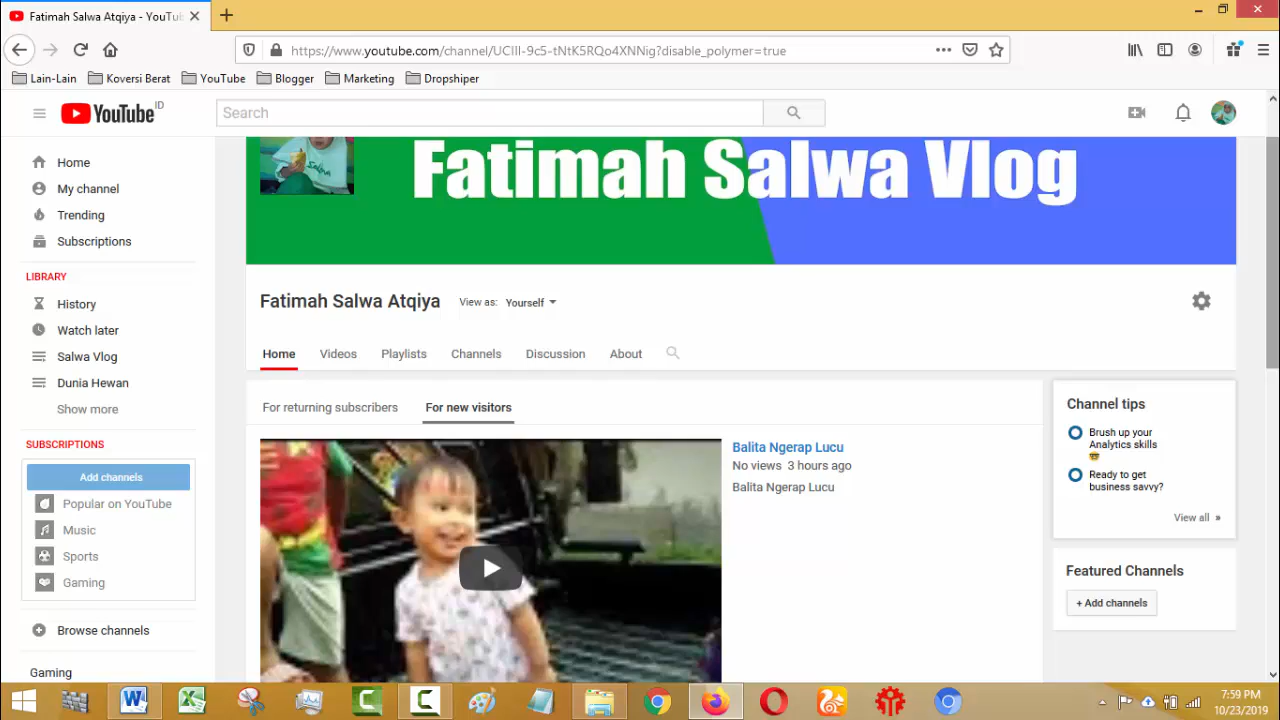 Fatimah Salwa Atqiya - YouTub
https://www.youtube.com/channel/UCIII-9c5-tNtK5RQo4XNNig?disable_polymer=true
Lain-Lain Koversi Berat YouTube Blogger Marketing Dropshiper
YouTube ID
Search
Fatimah Salwa Vlog
Home
My channel
Trending
Subscriptions
LIBRARY
History
Watch later
Salwa Vlog
Dunia Hewan
Show more
SUBSCRIPTIONS
Add channels
Popular on YouTube
Music
Sports
Gaming
Browse channels
Gaming
Fatimah Salwa Atqiya View as: Yourself
Home Videos Playlists Channels Discussion About
For returning subscribers For new visitors
Balita Ngerap Lucu
No views 3 hours ago
Balita Ngerap Lucu
Channel tips
Brush up your
Analytics skills
Ready to get
business savvy?
View all »
Featured Channels
+ Add channels
7:59 PM
10/23/2019